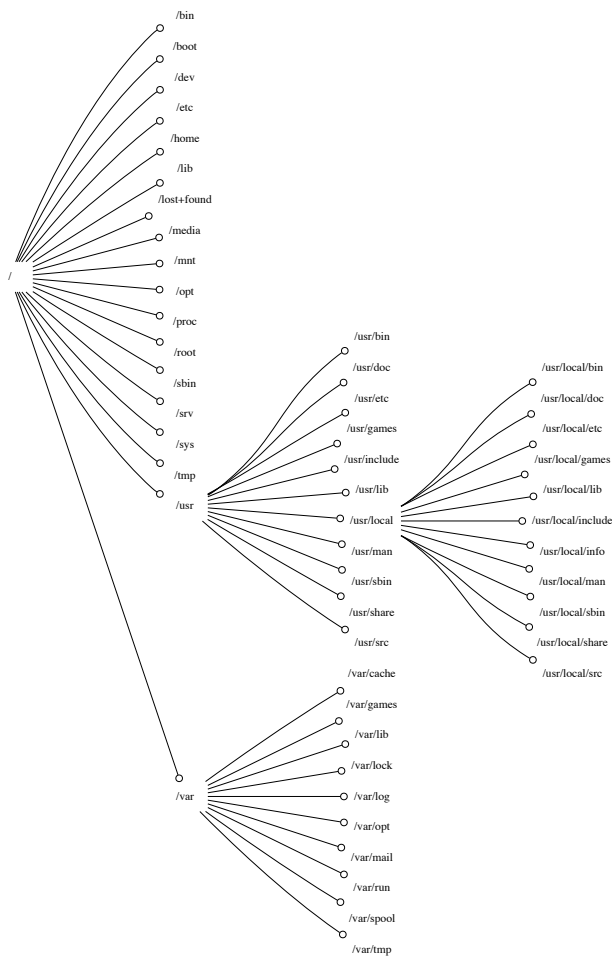 /
/bin
/boot
/dev
/etc
/home
/lib
/lost+found
/media
/mnt
/opt
/proc
/root
/sbin
/srv
/sys
/tmp
/usr
/var
/usr/bin
/usr/doc
/usr/etc
/usr/games
/usr/include
/usr/lib
/usr/local
/usr/man
/usr/sbin
/usr/share
/usr/src
/usr/local/bin
/usr/local/doc
/usr/local/etc
/usr/local/games
/usr/local/lib
/usr/local/include
/usr/local/info
/usr/local/man
/usr/local/sbin
/usr/local/share
/usr/local/src
/var/cache
/var/games
/var/lib
/var/lock
/var/log
/var/opt
/var/mail
/var/run
/var/spool
/var/tmp